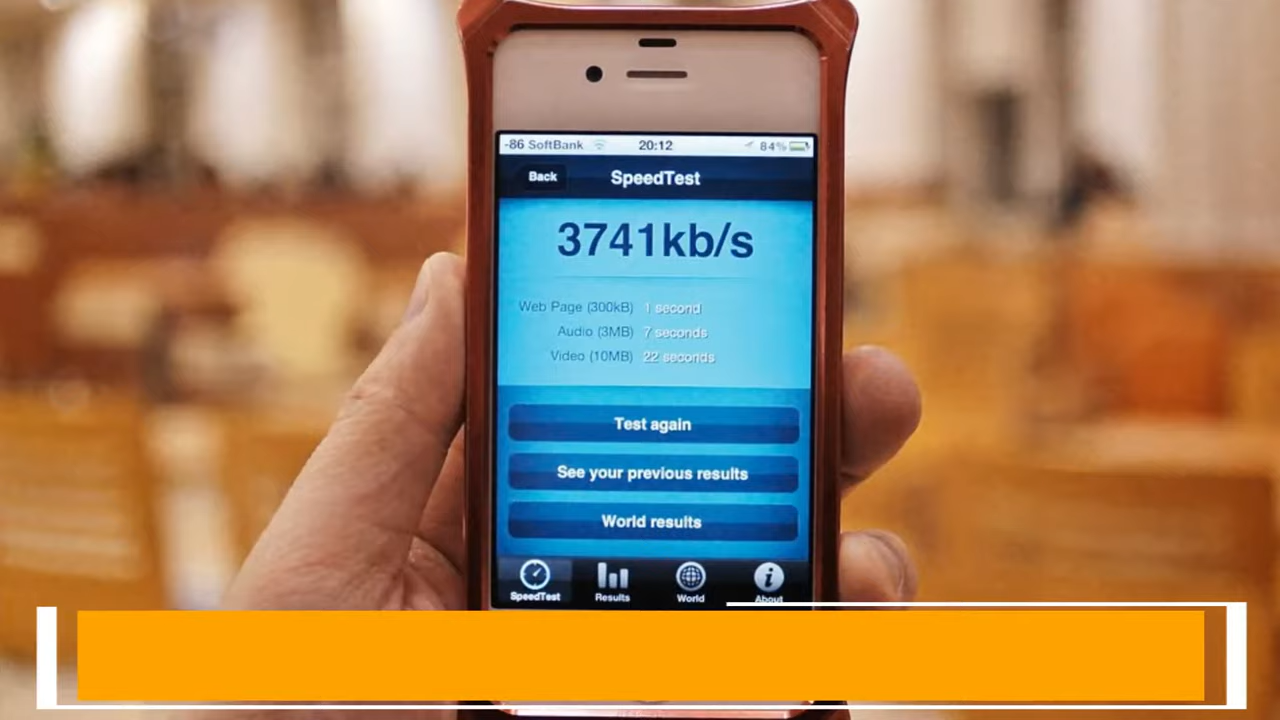 -86 SoftBank 20:12 84%
Back SpeedTest
3741kb/s
Web Page (300kB) 1 second
Audio (3MB) 7 seconds
Video (10MB) 22 seconds
Test again
See your previous results
World results
SpeedTest Results World About